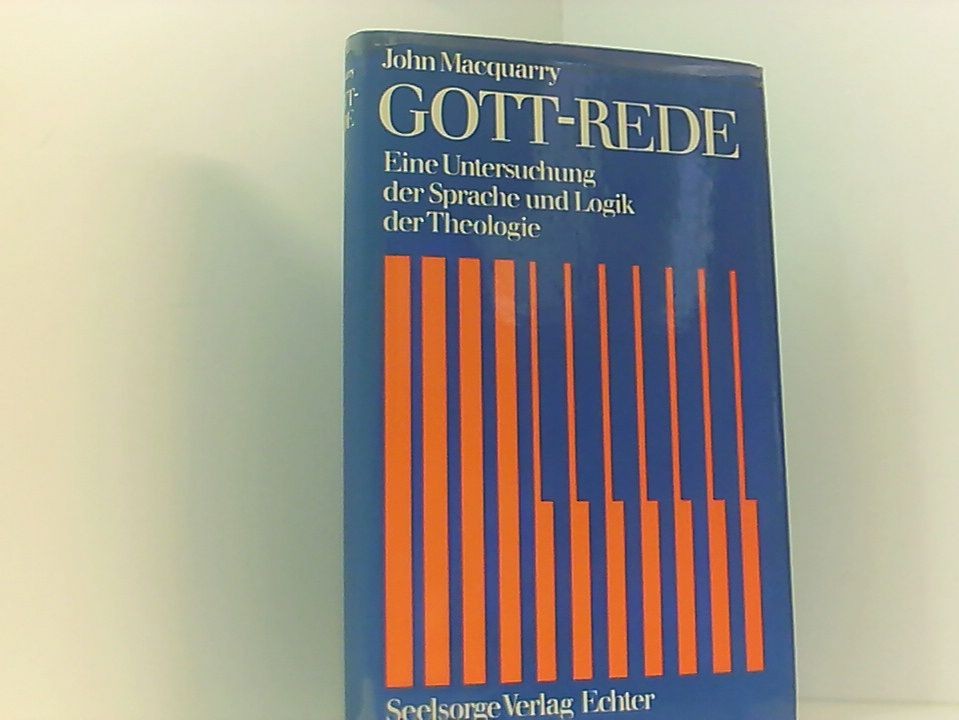 John Macquarry
GOTT-REDE
Eine Untersuchung
der Sprache und Logik
der Theologie
Seelsorge Verlag Echter